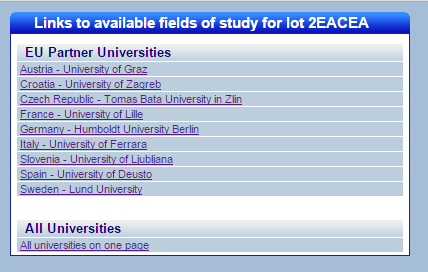 Links to available fields of study for lot 2EACEA
EU Partner Universities
Austria - University of Graz
Croatia - University of Zagreb
Czech Republic - Tomas Bata University in Zlin
France - University of Lille
Germany - Humboldt University Berlin
Italy - University of Ferrara
Slovenia - University of Ljubljana
Spain - University of Deusto
Sweden - Lund University
All Universities
All universities on one page